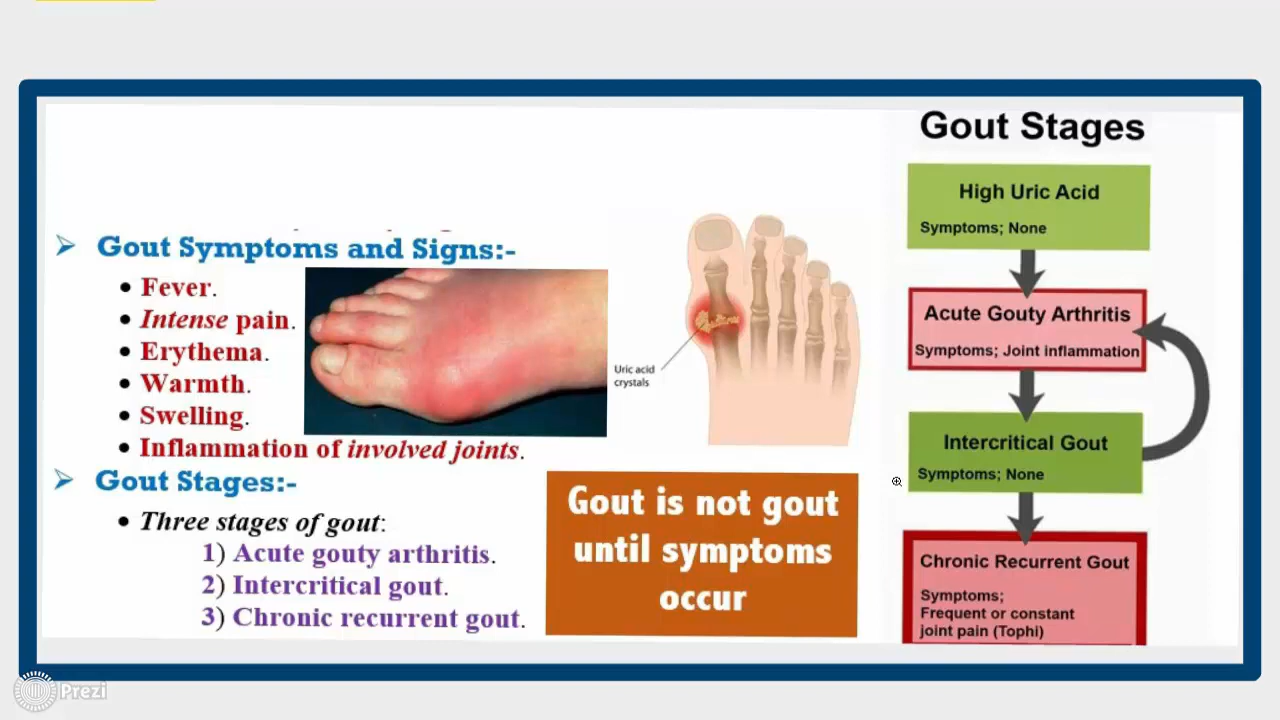 Gout Symptoms and Signs:-
• Fever.
• Intense pain.
• Erythema.
• Warmth.
• Swelling.
• Inflammation of involved joints.
Gout Stages:-
• Three stages of gout:
1) Acute gouty arthritis.
2) Intercritical gout.
3) Chronic recurrent gout.
Uric acid
crystals
Gout is not gout
until symptoms
occur
Gout Stages
High Uric Acid
Symptoms; None
Acute Gouty Arthritis
Symptoms; Joint inflammation
Intercritical Gout
Symptoms; None
Chronic Recurrent Gout
Symptoms;
Frequent or constant
joint pain (Tophi)
Prezi